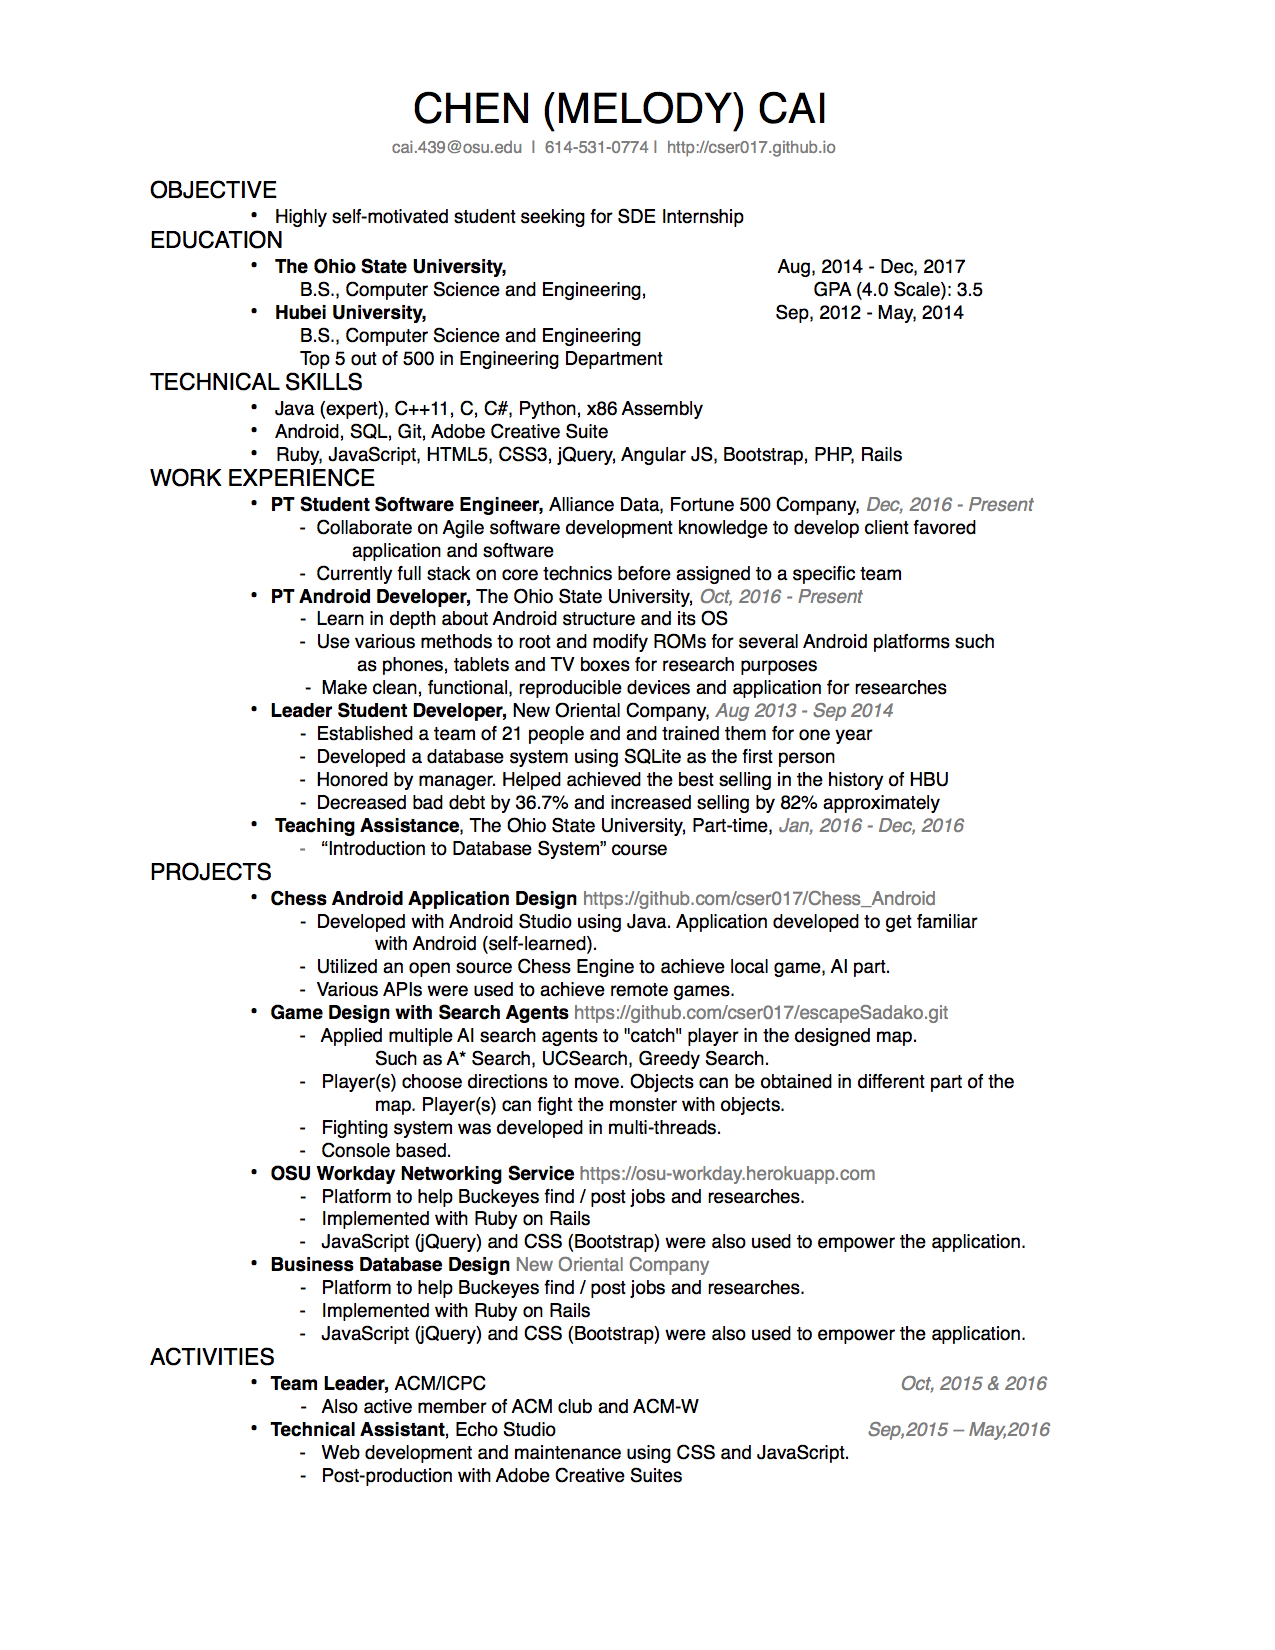 CHEN (MELODY) CAI
cai.439@osu.edu | 614-531-0774 | http://cser017.github.io
OBJECTIVE
• Highly self-motivated student seeking for SDE Internship
EDUCATION
• The Ohio State University, Aug, 2014 - Dec, 2017
B.S., Computer Science and Engineering, GPA (4.0 Scale): 3.5
• Hubei University, Sep, 2012 - May, 2014
B.S., Computer Science and Engineering
Top 5 out of 500 in Engineering Department
TECHNICAL SKILLS
• Java (expert), C++11, C, C#, Python, x86 Assembly
• Android, SQL, Git, Adobe Creative Suite
• Ruby, JavaScript, HTML5, CSS3, jQuery, Angular JS, Bootstrap, PHP, Rails
WORK EXPERIENCE
• PT Student Software Engineer, Alliance Data, Fortune 500 Company, Dec, 2016 - Present
- Collaborate on Agile software development knowledge to develop client favored
application and software
- Currently full stack on core technics before assigned to a specific team
• PT Android Developer, The Ohio State University, Oct, 2016 - Present
- Learn in depth about Android structure and its OS
- Use various methods to root and modify ROMs for several Android platforms such
as phones, tablets and TV boxes for research purposes
- Make clean, functional, reproducible devices and application for researches
• Leader Student Developer, New Oriental Company, Aug 2013 - Sep 2014
- Established a team of 21 people and and trained them for one year
- Developed a database system using SQLite as the first person
- Honored by manager. Helped achieved the best selling in the history of HBU
- Decreased bad debt by 36.7% and increased selling by 82% approximately
• Teaching Assistance, The Ohio State University, Part-time, Jan, 2016 - Dec, 2016
- “Introduction to Database System” course
PROJECTS
• Chess Android Application Design https://github.com/cser017/Chess_Android
- Developed with Android Studio using Java. Application developed to get familiar
with Android (self-learned).
- Utilized an open source Chess Engine to achieve local game, AI part.
- Various APIs were used to achieve remote games.
• Game Design with Search Agents https://github.com/cser017/escapeSadako.git
- Applied multiple AI search agents to "catch" player in the designed map.
Such as A* Search, UCSearch, Greedy Search.
- Player(s) choose directions to move. Objects can be obtained in different part of the
map. Player(s) can fight the monster with objects.
- Fighting system was developed in multi-threads.
- Console based.
• OSU Workday Networking Service https://osu-workday.herokuapp.com
- Platform to help Buckeyes find / post jobs and researches.
- Implemented with Ruby on Rails
- JavaScript (jQuery) and CSS (Bootstrap) were also used to empower the application.
• Business Database Design New Oriental Company
- Platform to help Buckeyes find / post jobs and researches.
- Implemented with Ruby on Rails
- JavaScript (jQuery) and CSS (Bootstrap) were also used to empower the application.
ACTIVITIES
• Team Leader, ACM/ICPC Oct, 2015 & 2016
- Also active member of ACM club and ACM-W
• Technical Assistant, Echo Studio Sep,2015 – May,2016
- Web development and maintenance using CSS and JavaScript.
- Post-production with Adobe Creative Suites